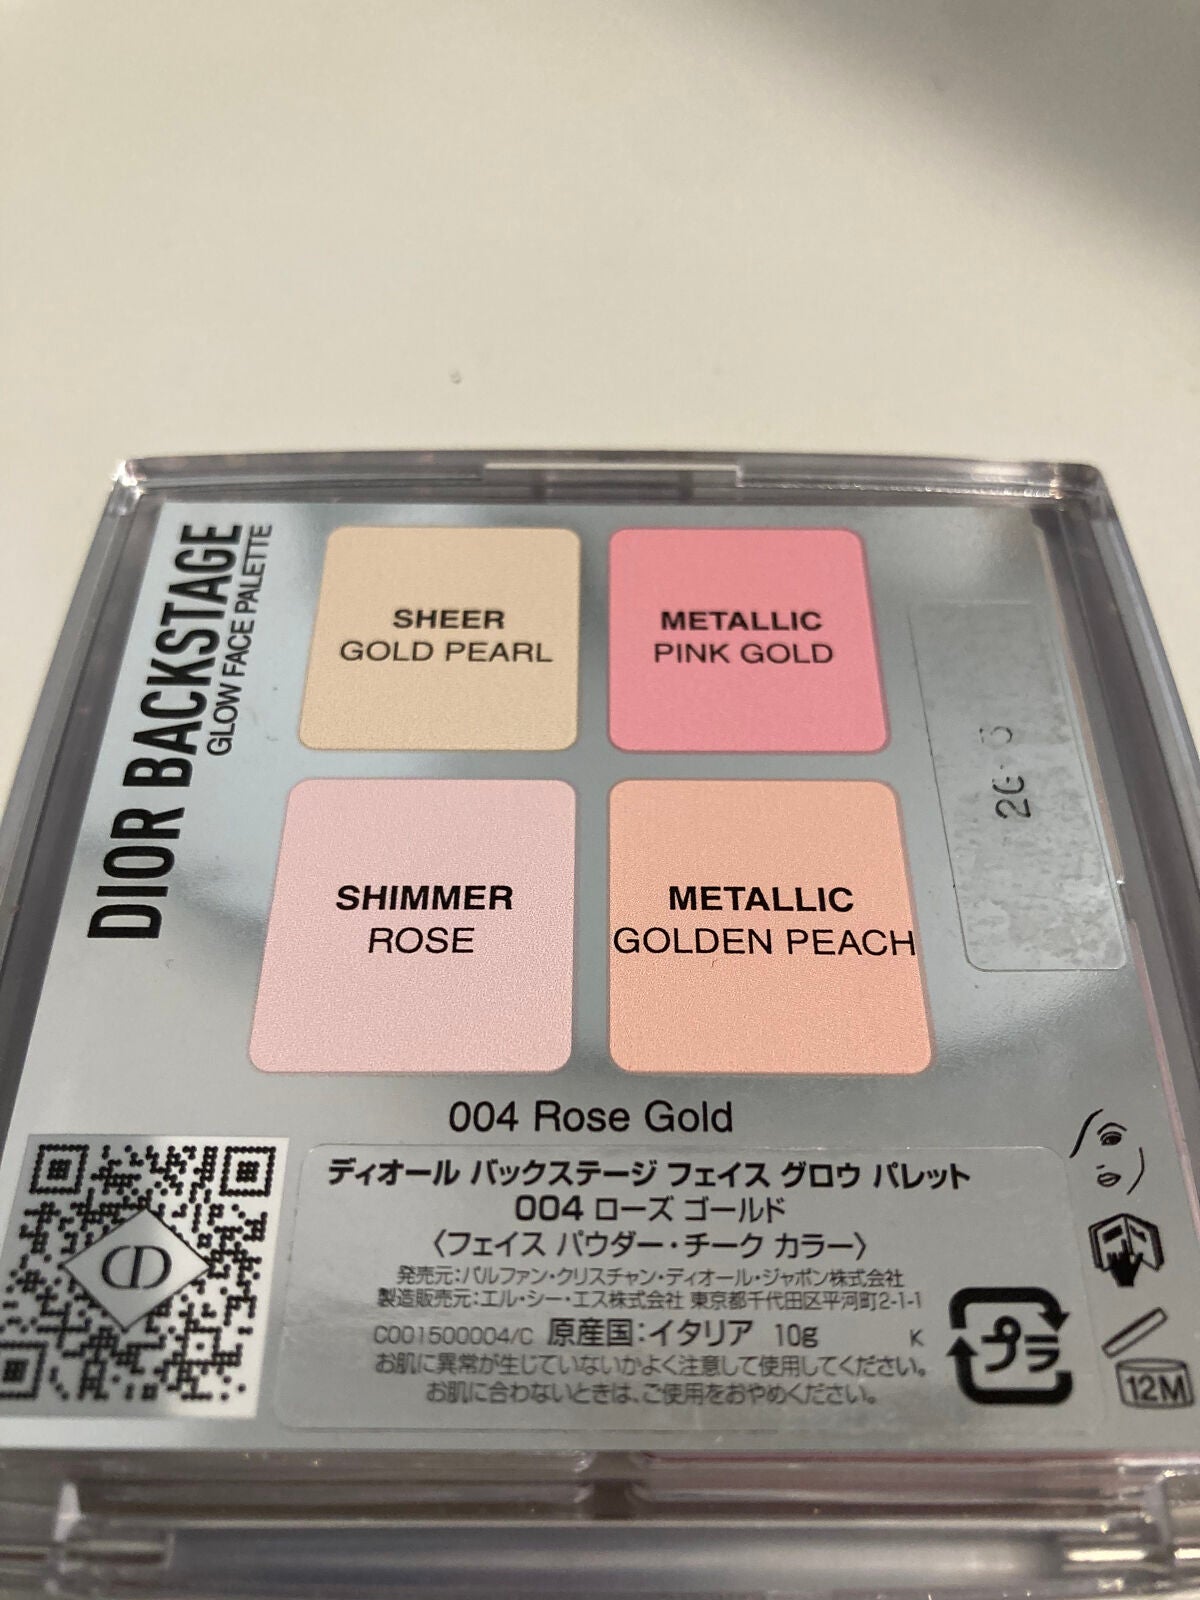 DIOR BACKSTAGE
GLOW FACE PALETTE
SHEER
GOLD PEARL
METALLIC
PINK GOLD
SHIMMER
ROSE
METALLIC
GOLDEN PEACH
004 Rose Gold
ディオール バックステージ フェイス グロウ パレット
004 ローズ ゴールド
〈フェイス パウダー・チーク カラー〉
発売元:パルファン・クリスチャン・ディオール・ジャポン株式会社
製造販売元:エル・シー・エス株式会社 東京都千代田区平河町2-1-1
C001500004/C 原産国:イタリア 10g K
お肌に異常が生じていないかよく注意して使用してください。
お肌に合わないときは、ご使用をおやめください。
プラ
12M